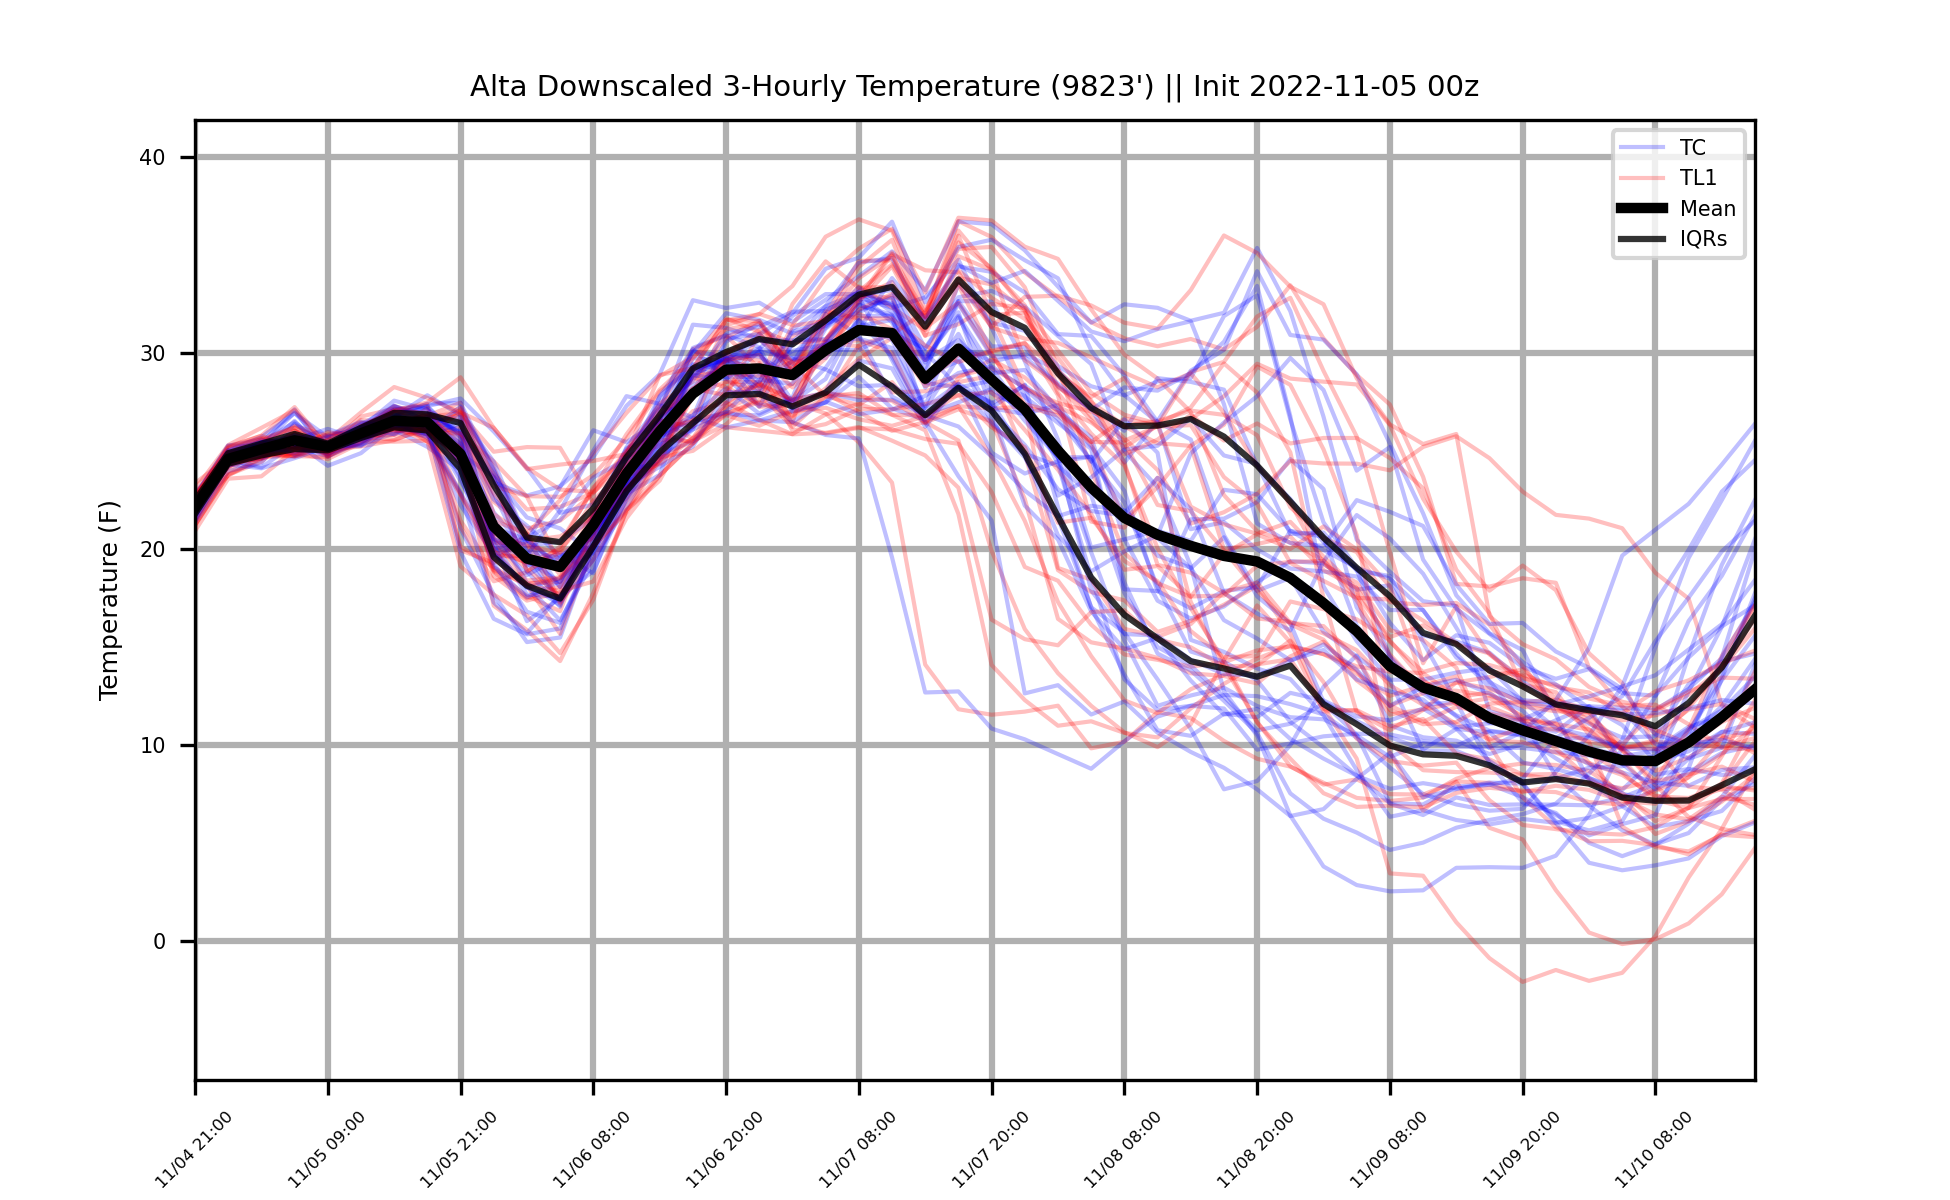 Alta Downscaled 3-Hourly Temperature (9823') || Init 2022-11-05 00z
TC
TL1
Mean
IQRs
Temperature (F)
40
30
20
10
0
11/04 21:00
11/05 09:00
11/05 21:00
11/06 08:00
11/06 20:00
11/07 08:00
11/07 20:00
11/08 08:00
11/08 20:00
11/09 08:00
11/09 20:00
11/10 08:00